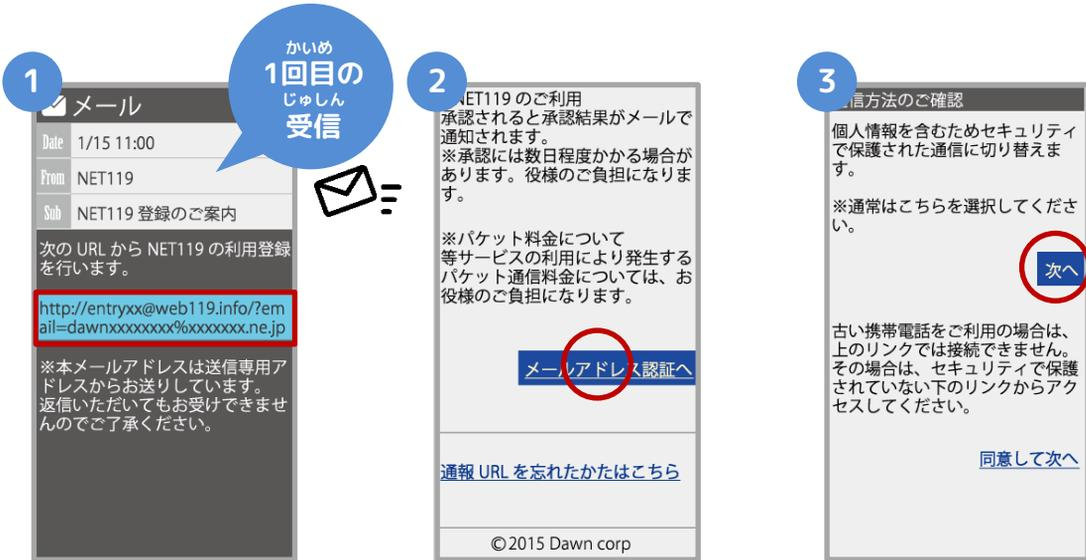 1
かいめ
1回目の
じゅしん
受信
メール
Date 1/15 11:00
From NET119
Sub NET119 登録のご案内
次の URL から NET119 の利用登録
を行います。
http://entryxx@web119.info/?em
ail=dawnxxxxxxxx%xxxxxxx.ne.jp
※本メールアドレスは送信専用ア
ドレスからお送りしています。
返信いただいてもお受けできませ
んのでご了承ください。
2
NET119 のご利用
承認されると承認結果がメールで
通知されます。
※承認には数日程度かかる場合が
あります。役様のご負担になりま
す。
※パケット料金について
等サービスの利用により発生する
パケット通信料金については、お
役様のご負担になります。
メールアドレス認証へ
通報 URL を忘れたかたはこちら
©2015 Dawn corp
3
信方法のご確認
個人情報を含むためセキュリティ
で保護された通信に切り替えま
す。
※通常はこちらを選択してくださ
い。
次へ
古い携帯電話をご利用の場合は、
上のリンクでは接続できません。
その場合は、セキュリティで保護
されていない下のリンクからアク
セスしてください。
同意して次へ